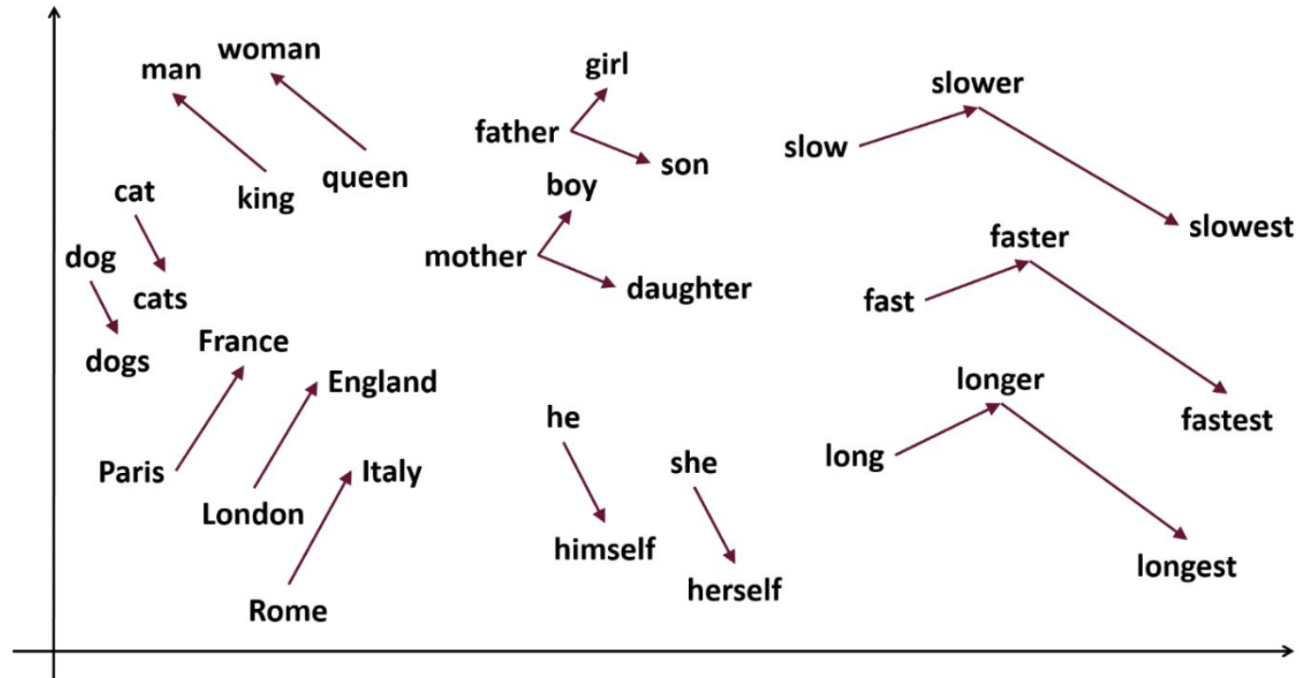 woman
man
king
queen
cat
dog
cats
dogs
France
England
Paris
London
Italy
Rome
girl
father
son
boy
mother
daughter
he
she
himself
herself
slower
slow
slowest
faster
fast
fastest
longer
long
longest